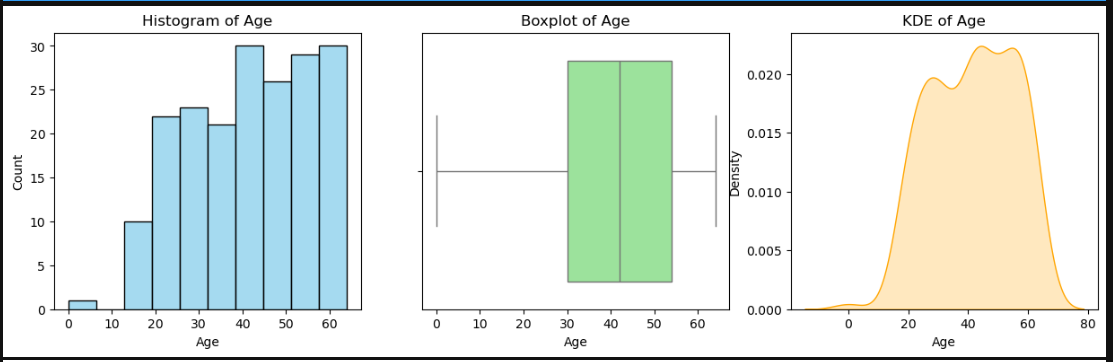 Histogram of Age
Count
30
25
20
15
10
5
0
0 10 20 30 40 50 60
Age
Boxplot of Age
0 10 20 30 40 50 60
Age
KDE of Age
Density
0.020
0.015
0.010
0.005
0.000
0 20 40 60 80
Age